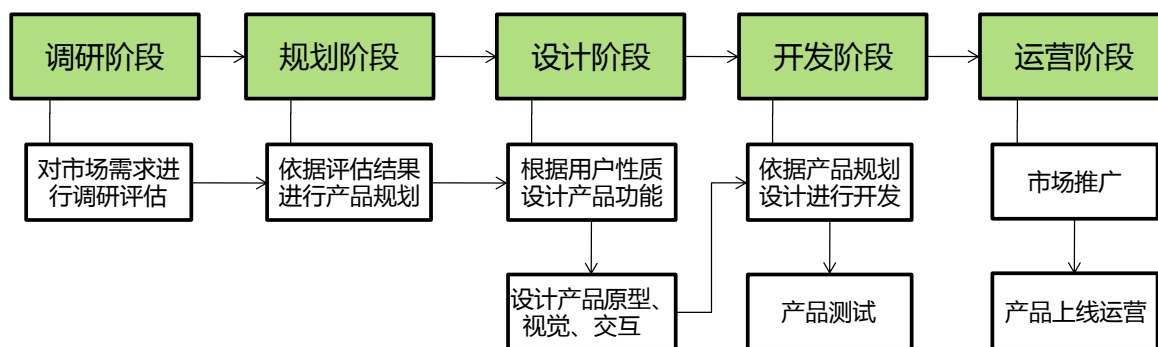 调研阶段
规划阶段
设计阶段
开发阶段
运营阶段
对市场需求进
行调研评估
依据评估结果
进行产品规划
根据用户性质
设计产品功能
依据产品规划
设计进行开发
市场推广
设计产品原型、
视觉、交互
产品测试
产品上线运营